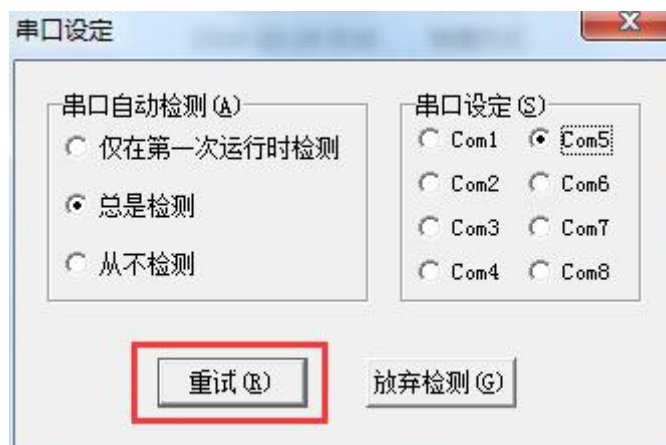 串口设定
串口自动检测(A)
仅在第一次运行时检测
总是检测
从不检测
串口设定(S)
Com1 Com5
Com2 Com6
Com3 Com7
Com4 Com8
重试(R) 放弃检测(G)